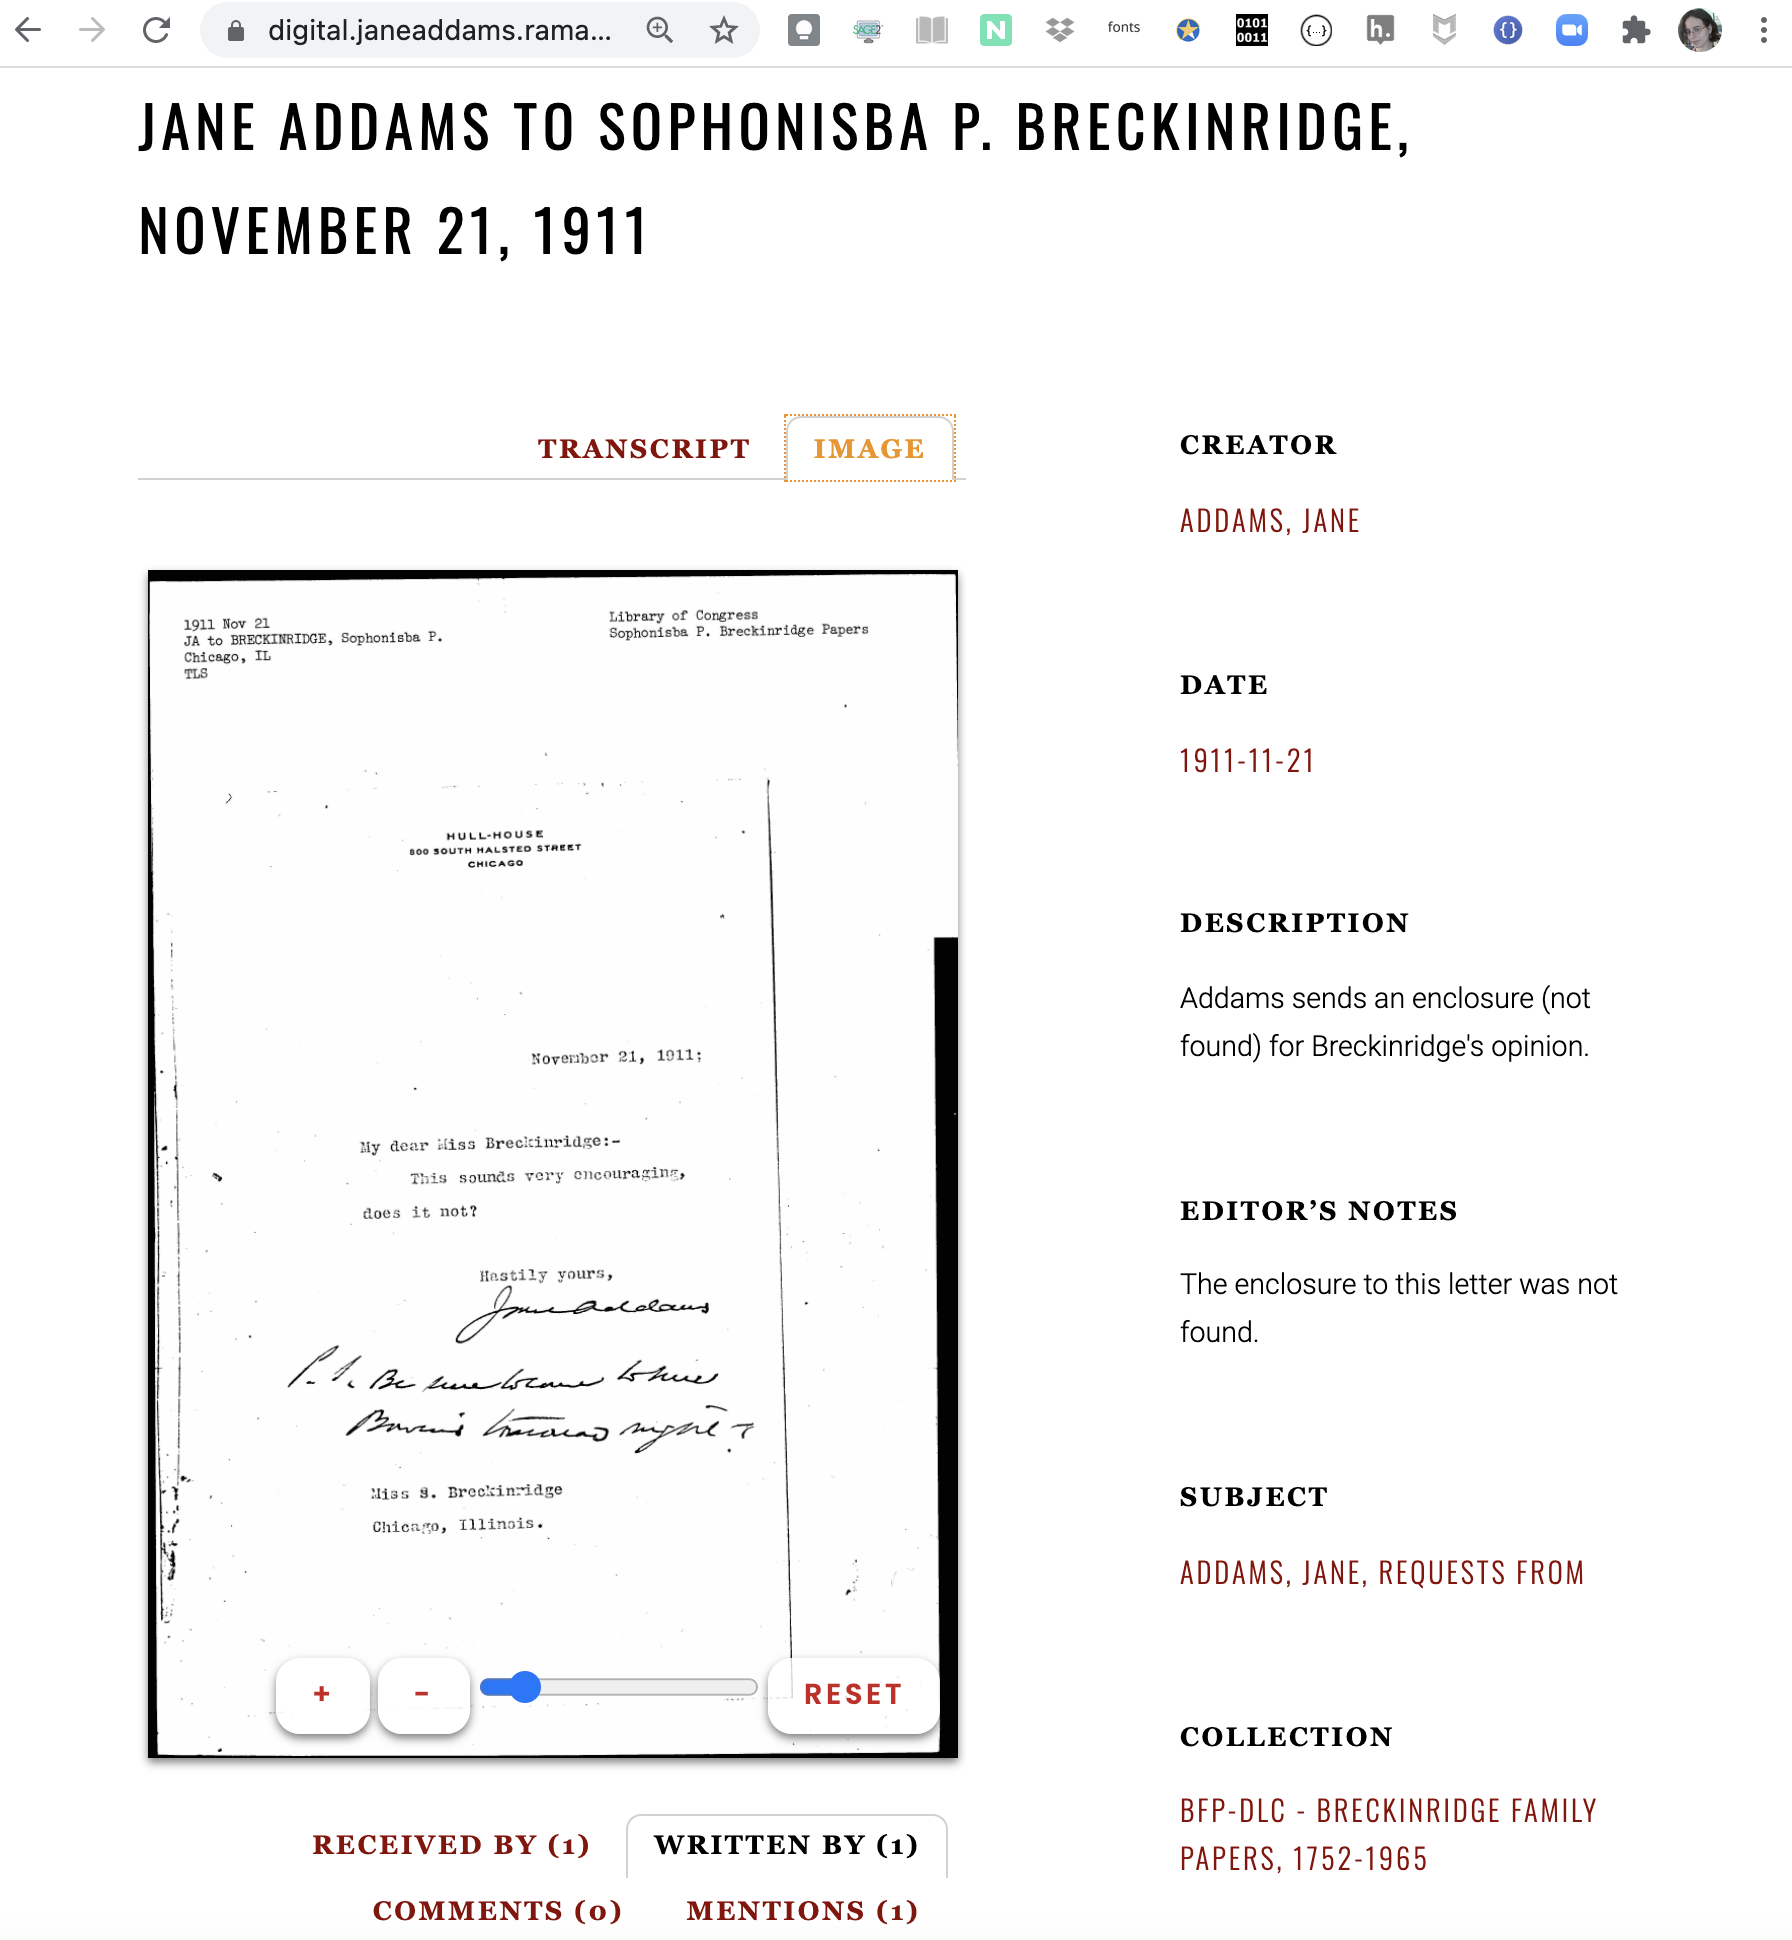 digital.janeaddams.rama...
SAGE2
N
fonts
0101
0011
{...}
h.
{}
JANE ADDAMS TO SOPHONISBA P. BRECKINRIDGE,
NOVEMBER 21, 1911
TRANSCRIPT
IMAGE
1911 Nov 21
JA to BRECKINRIDGE, Sophonisba P.
Chicago, IL
TLS
Library of Congress
Sophonisba P. Breckinridge Papers
HULL-HOUSE
800 SOUTH HALSTED STREET
CHICAGO
November 21, 1911;
My dear Miss Breckinridge:-
This sounds very encouraging,
does it not?
Hastily yours,
Jane Addams
P.S. Be sure to come to Mrs
Bowen's tomorrow night?
Miss S. Breckinridge
Chicago, Illinois.
+
-
RESET
RECEIVED BY (1)
WRITTEN BY (1)
COMMENTS (0)
MENTIONS (1)
CREATOR
ADDAMS, JANE
DATE
1911-11-21
DESCRIPTION
Addams sends an enclosure (not
found) for Breckinridge's opinion.
EDITOR’S NOTES
The enclosure to this letter was not
found.
SUBJECT
ADDAMS, JANE, REQUESTS FROM
COLLECTION
BFP-DLC - BRECKINRIDGE FAMILY
PAPERS, 1752-1965